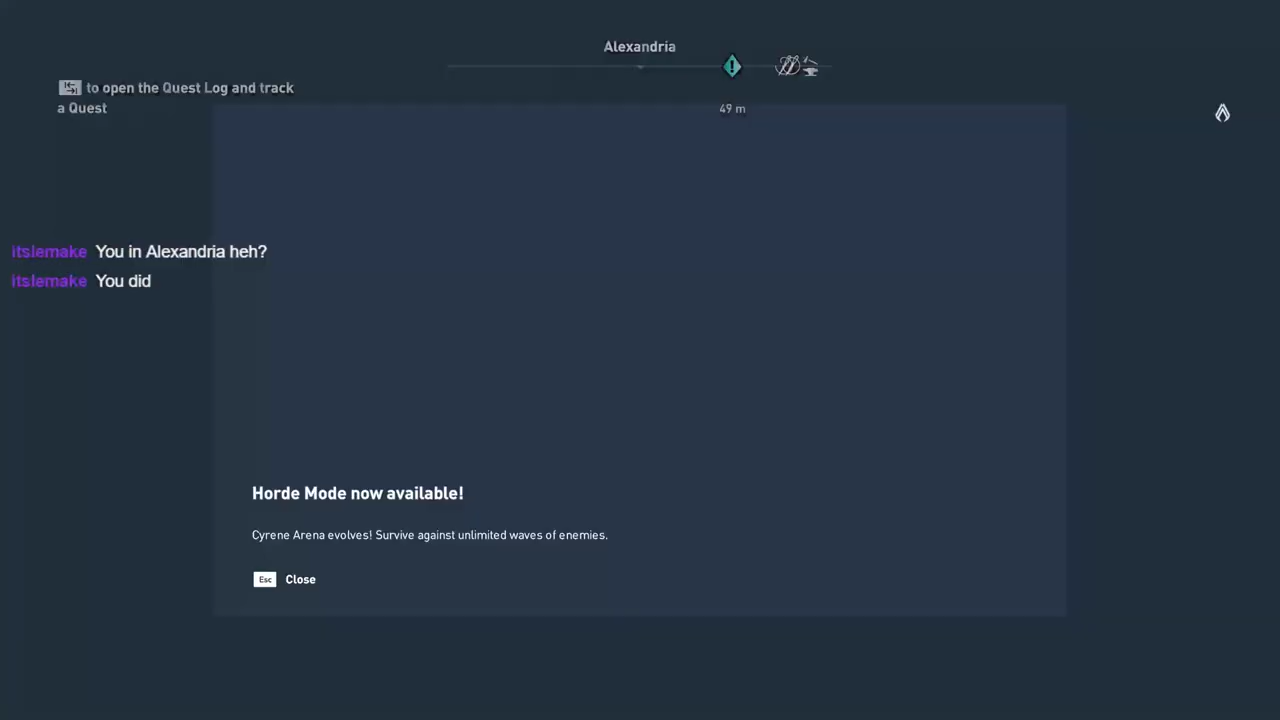 Alexandria
to open the Quest Log and track
a Quest
49 m
itslemake You in Alexandria heh?
itslemake You did
Horde Mode now available!
Cyrene Arena evolves! Survive against unlimited waves of enemies.
Esc Close